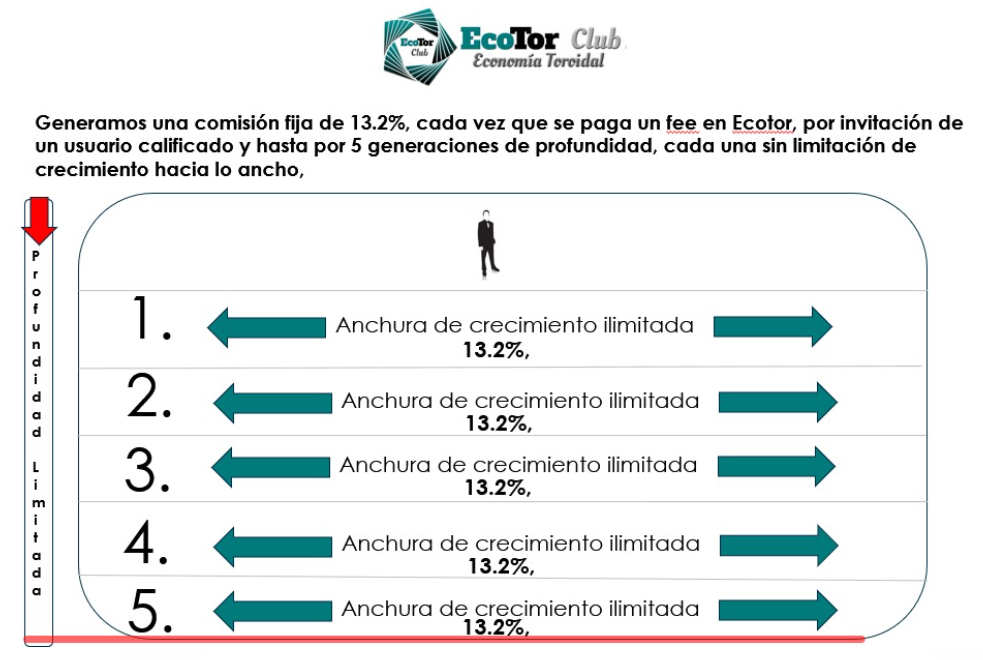 EcoTor
Club
EcoTor Club
Economía Toroidal
Generamos una comisión fija de 13.2%, cada vez que se paga un fee en Ecotor, por invitación de
un usuario calificado y hasta por 5 generaciones de profundidad, cada una sin limitación de
crecimiento hacia lo ancho,
Profundidad Limitada
1. Anchura de crecimiento ilimitada
13.2%,
2. Anchura de crecimiento ilimitada
13.2%,
3. Anchura de crecimiento ilimitada
13.2%,
4. Anchura de crecimiento ilimitada
13.2%,
5. Anchura de crecimiento ilimitada
13.2%,